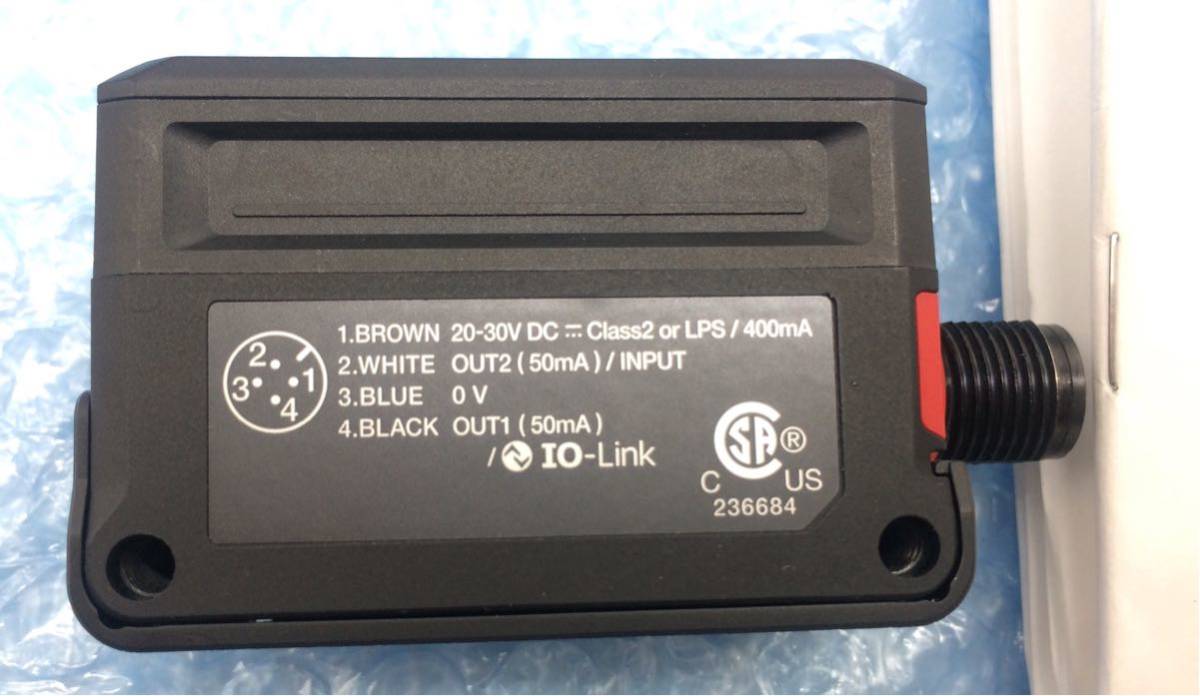 1.BROWN 20-30V DC ⎓ Class2 or LPS / 400mA
2.WHITE OUT2 ( 50mA ) / INPUT
3.BLUE 0 V
4.BLACK OUT1 ( 50mA )
/ IO-Link
2
3 1
4
SA ®
C US
236684